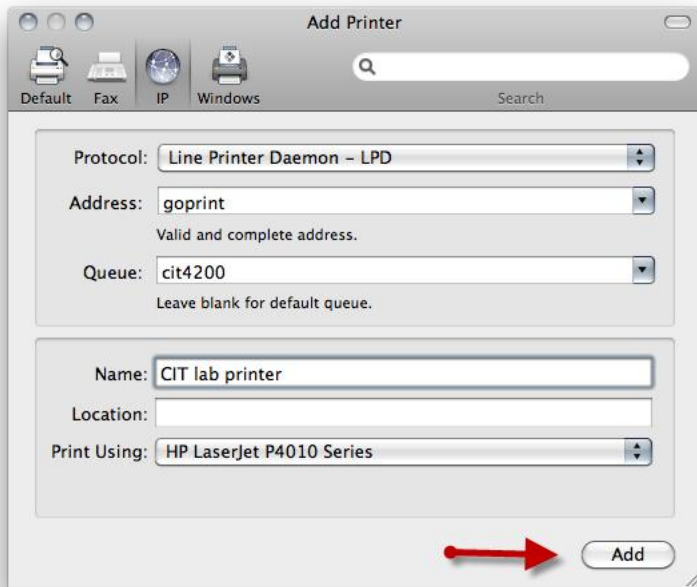 Add Printer
Default Fax IP Windows Search
Protocol: Line Printer Daemon – LPD
Address: goprint
Valid and complete address.
Queue: cit4200
Leave blank for default queue.
Name: CIT lab printer
Location:
Print Using: HP LaserJet P4010 Series
Add